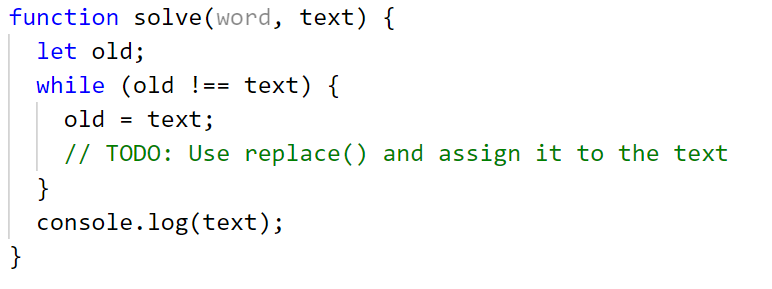 function solve(word, text) {
  let old;
  while (old !== text) {
    old = text;
    // TODO: Use replace() and assign it to the text
  }
  console.log(text);
}